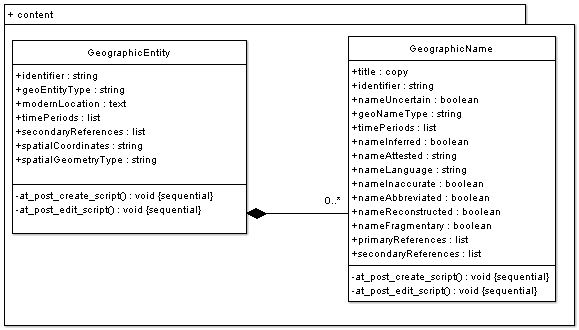 + content
GeographicEntity
+identifier : string
+geoEntityType : string
+modernLocation : text
+timePeriods : list
+secondaryReferences : list
+spatialCoordinates : string
+spatialGeometryType : string
-at_post_create_script() : void {sequential}
-at_post_edit_script() : void {sequential}
0..*
GeographicName
+title : copy
+identifier : string
+nameUncertain : boolean
+geoNameType : string
+timePeriods : list
+nameInferred : boolean
+nameAttested : string
+nameLanguage : string
+nameInaccurate : boolean
+nameAbbreviated : boolean
+nameReconstructed : boolean
+nameFragmentary : boolean
+primaryReferences : list
+secondaryReferences : list
-at_post_create_script() : void {sequential}
-at_post_edit_script() : void {sequential}